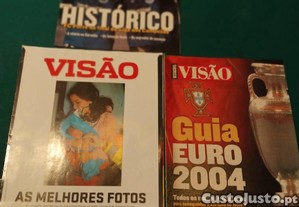 HISTÓRICO
VISÃO
AS MELHORES FOTOS
VISÃO
Guia
EURO
2004
CustoJusto.pt